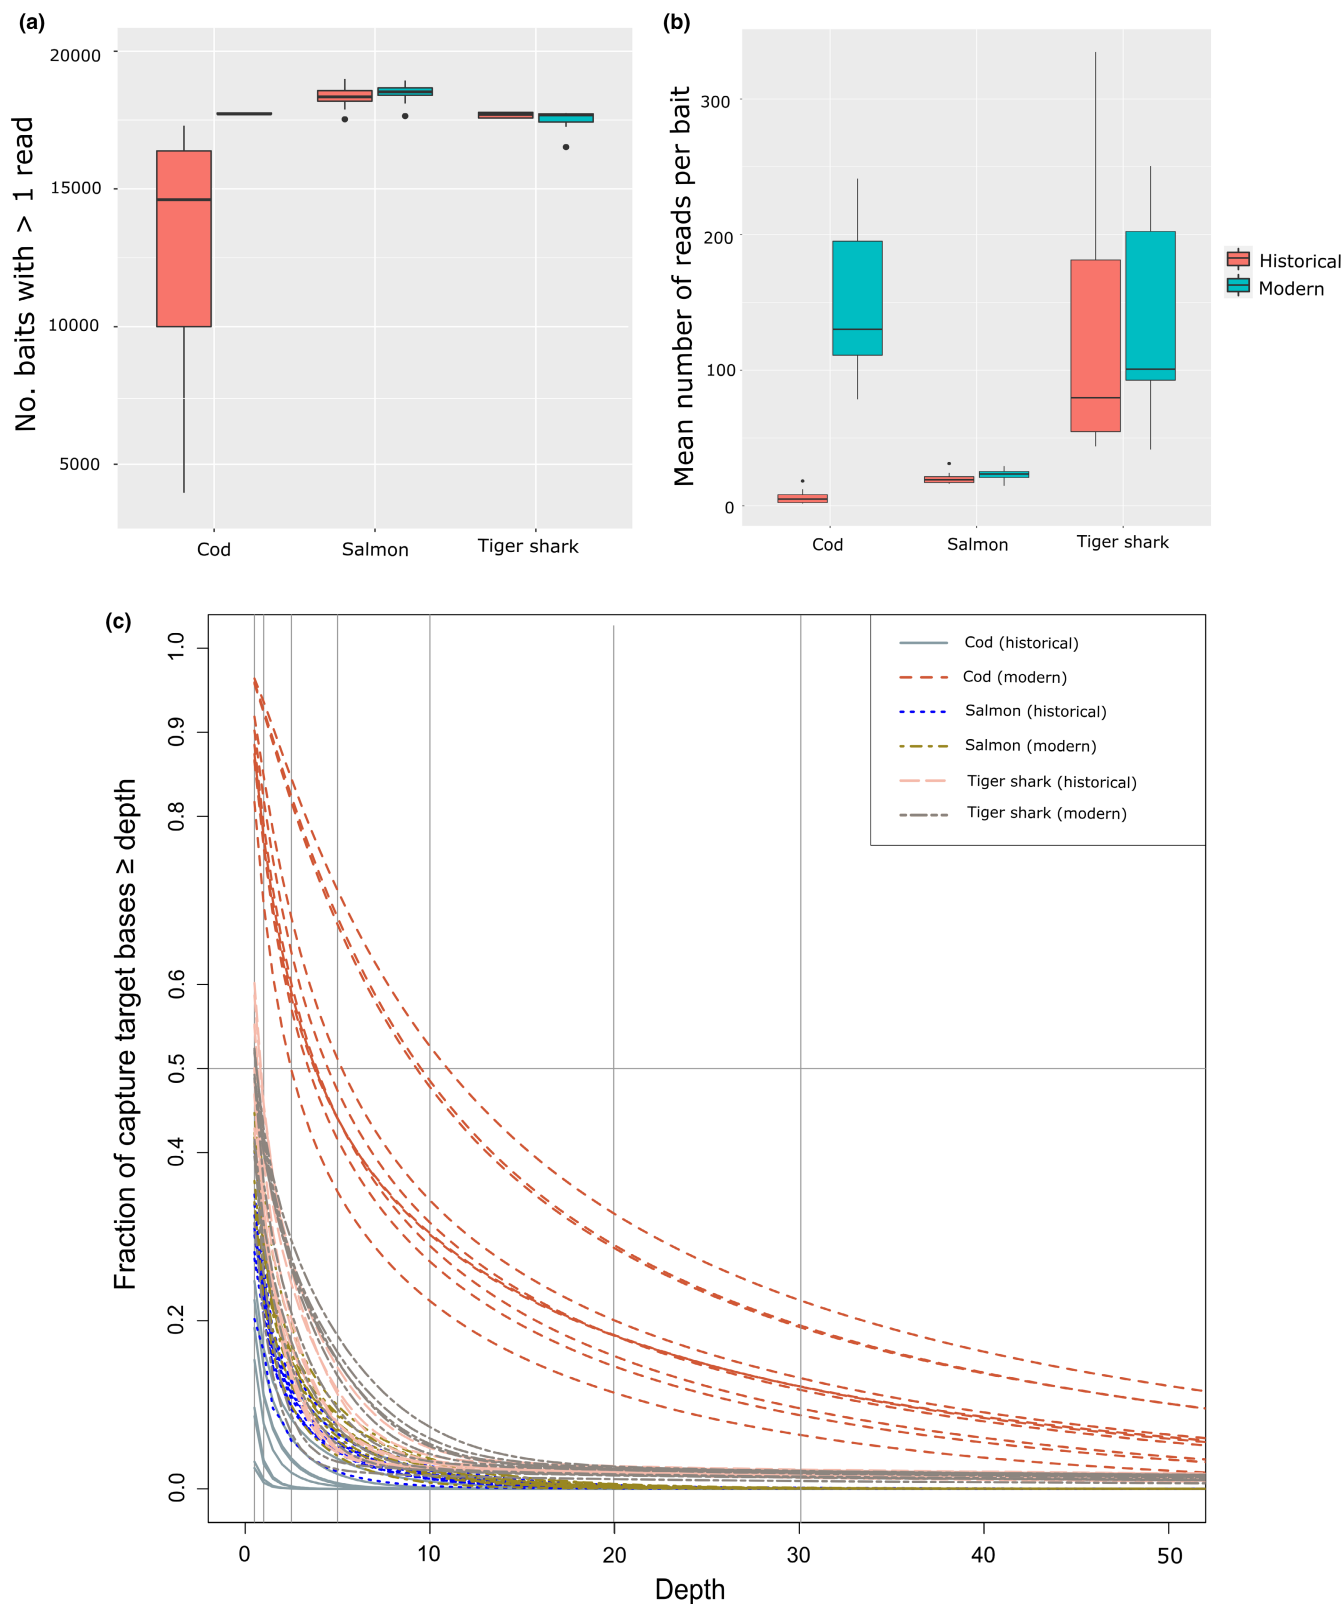 (a)
No. baits with > 1 read
20000
15000
10000
5000
Cod
Salmon
Tiger shark
(b)
Mean number of reads per bait
300
200
100
0
Cod
Salmon
Tiger shark
Historical
Modern
(c)
Fraction of capture target bases ≥ depth
1.0
0.9
0.8
0.6
0.5
0.4
0.2
0.0
Cod (historical)
Cod (modern)
Salmon (historical)
Salmon (modern)
Tiger shark (historical)
Tiger shark (modern)
0
10
20
30
40
50
Depth